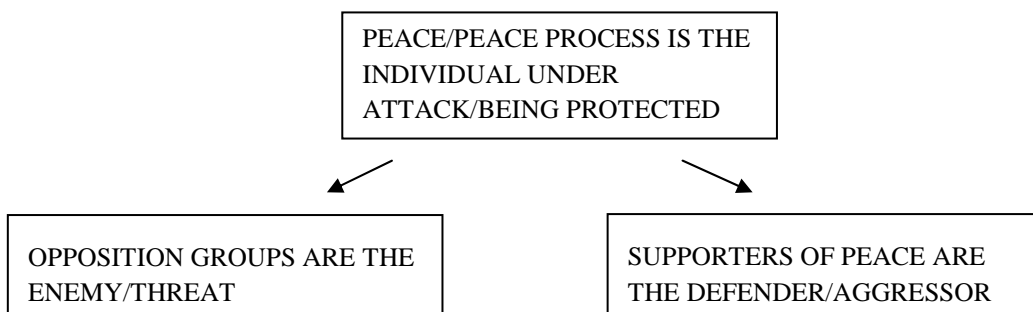 PEACE/PEACE PROCESS IS THE
INDIVIDUAL UNDER
ATTACK/BEING PROTECTED
OPPOSITION GROUPS ARE THE
ENEMY/THREAT
SUPPORTERS OF PEACE ARE
THE DEFENDER/AGGRESSOR